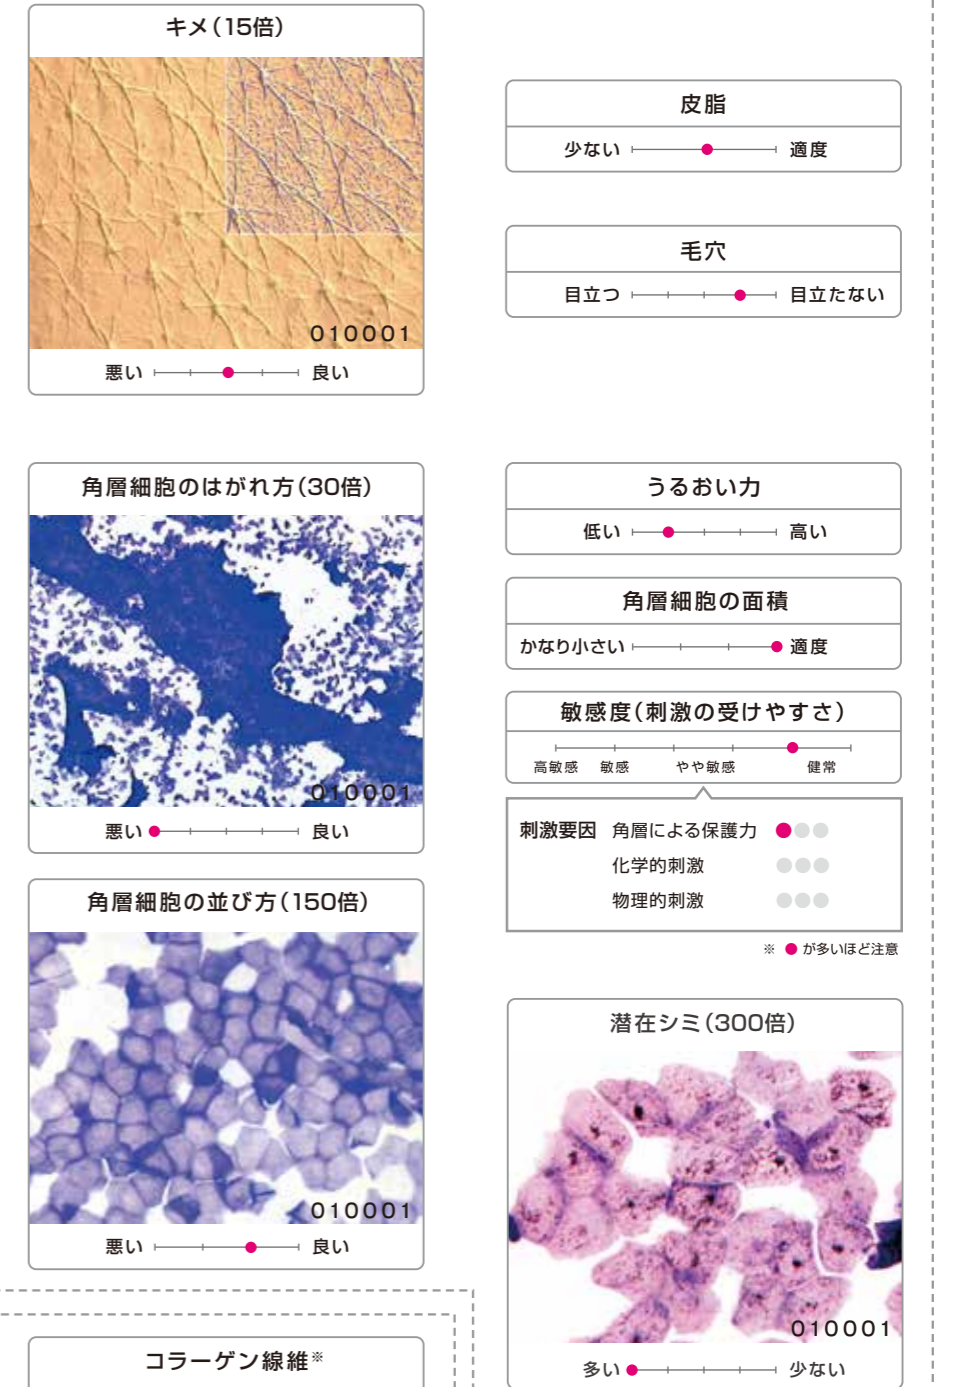 キメ(15倍)
010001
悪い 良い
皮脂
少ない 適度
毛穴
目立つ 目立たない
角層細胞のはがれ方(30倍)
010001
悪い 良い
角層細胞の並び方(150倍)
010001
悪い 良い
うるおい力
低い 高い
角層細胞の面積
かなり小さい 適度
敏感度(刺激の受けやすさ)
高敏感 敏感 やや敏感 健常
刺激要因 角層による保護力
化学的刺激
物理的刺激
※ ● が多いほど注意
潜在シミ(300倍)
010001
多い 少ない
コラーゲン線維※